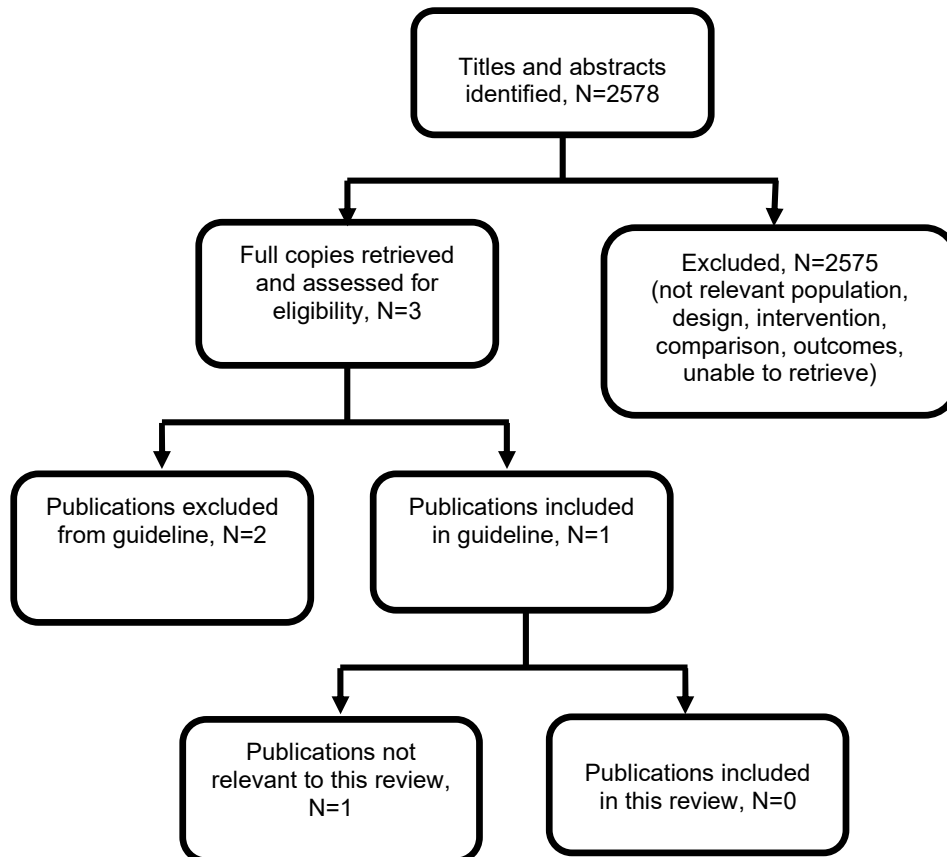 Titles and abstracts
identified, N=2578
Full copies retrieved
and assessed for
eligibility, N=3
Excluded, N=2575
(not relevant population,
design, intervention,
comparison, outcomes,
unable to retrieve)
Publications excluded
from guideline, N=2
Publications included
in guideline, N=1
Publications not
relevant to this review,
N=1
Publications included
in this review, N=0